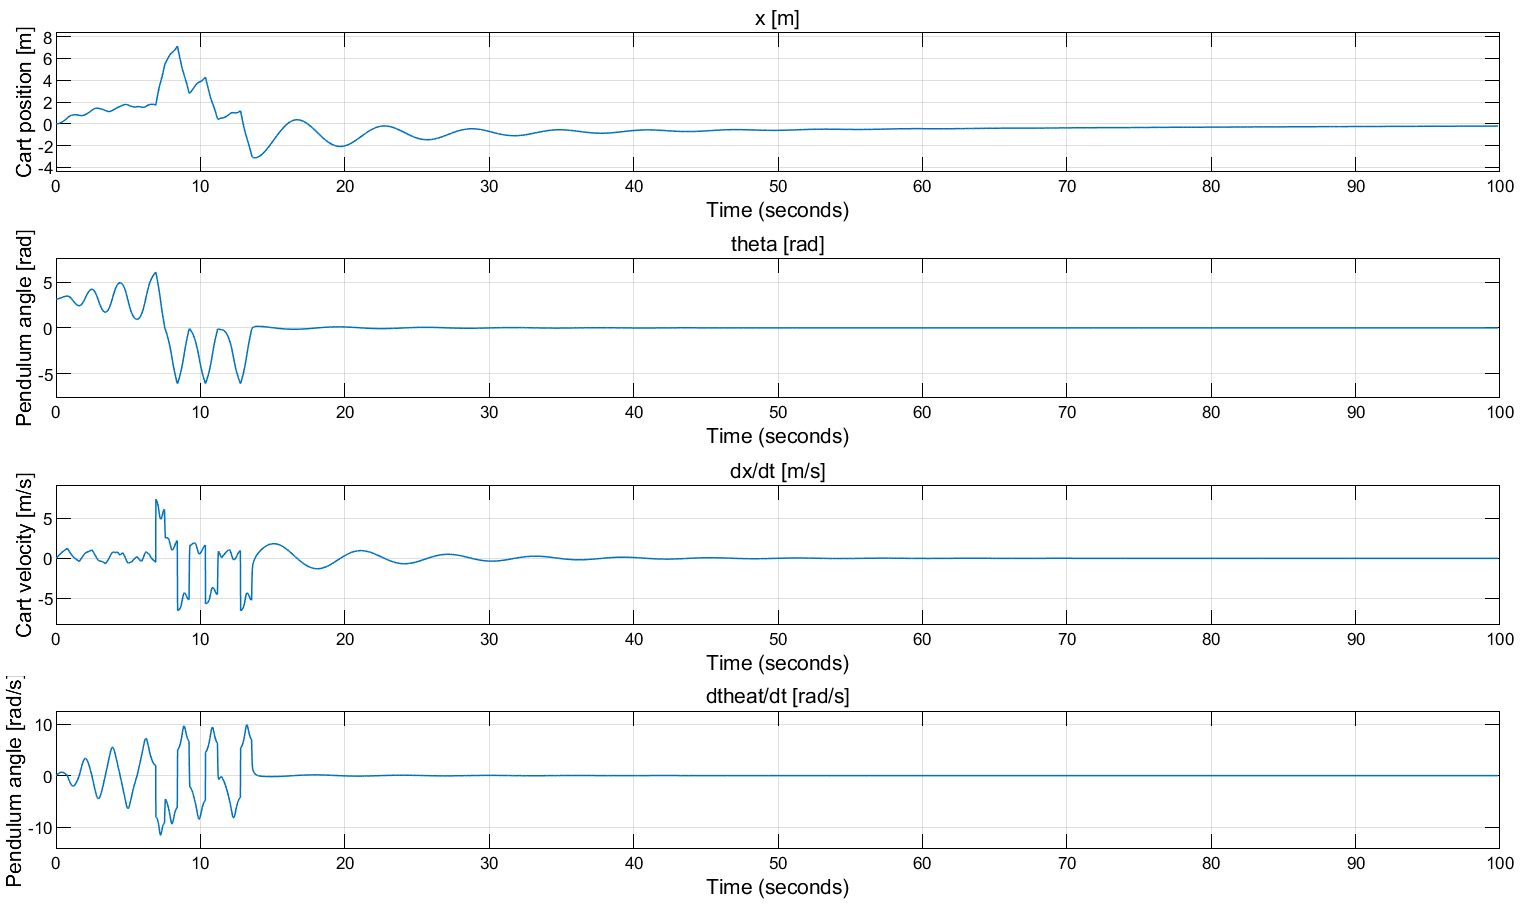 x [m]
Cart position [m]
8
6
4
2
0
-2
-4
0 10 20 30 40 50 60 70 80 90 100
Time (seconds)
theta [rad]
Pendulum angle [rad]
5
0
-5
0 10 20 30 40 50 60 70 80 90 100
Time (seconds)
dx/dt [m/s]
Cart velocity [m/s]
5
0
-5
0 10 20 30 40 50 60 70 80 90 100
Time (seconds)
dtheat/dt [rad/s]
Pendulum angle [rad/s]
10
0
-10
0 10 20 30 40 50 60 70 80 90 100
Time (seconds)